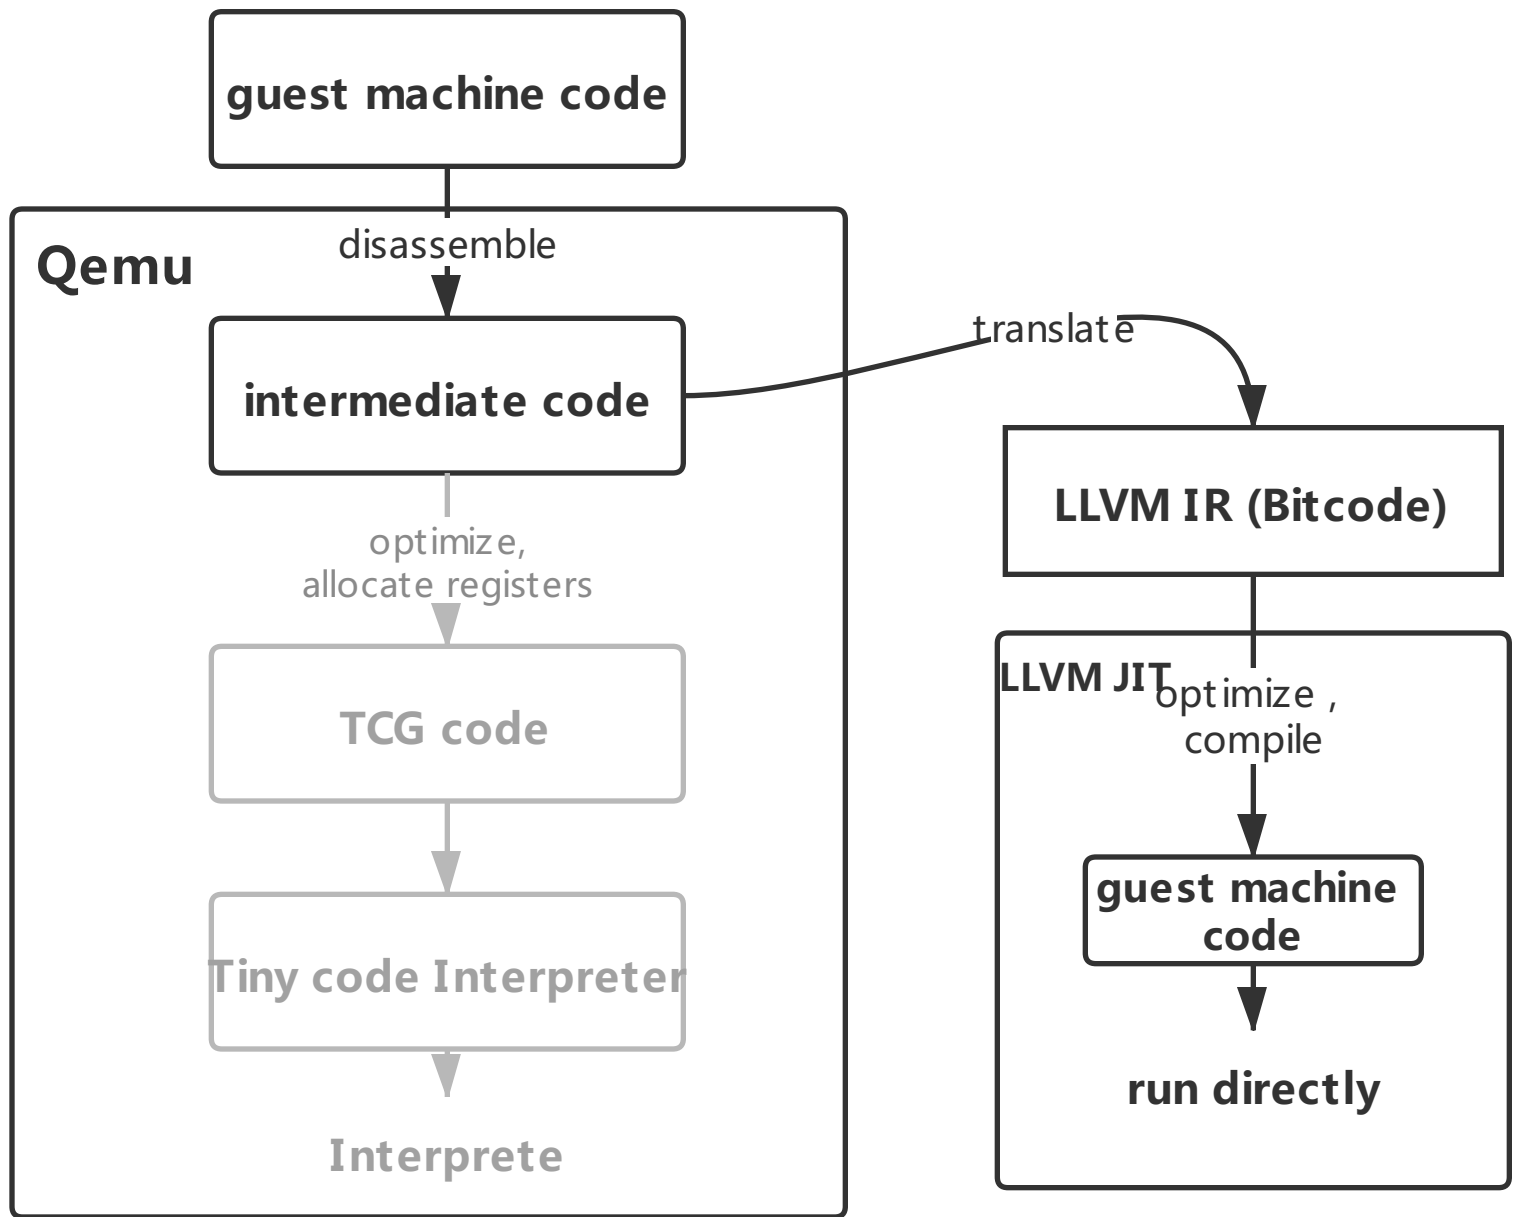 guest machine code
Qemu
disassemble
intermediate code
translate
optimize,
allocate registers
TCG code
Tiny code Interpreter
Interprete
LLVM IR (Bitcode)
LLVM JIT
optimize ,
compile
guest machine
code
run directly